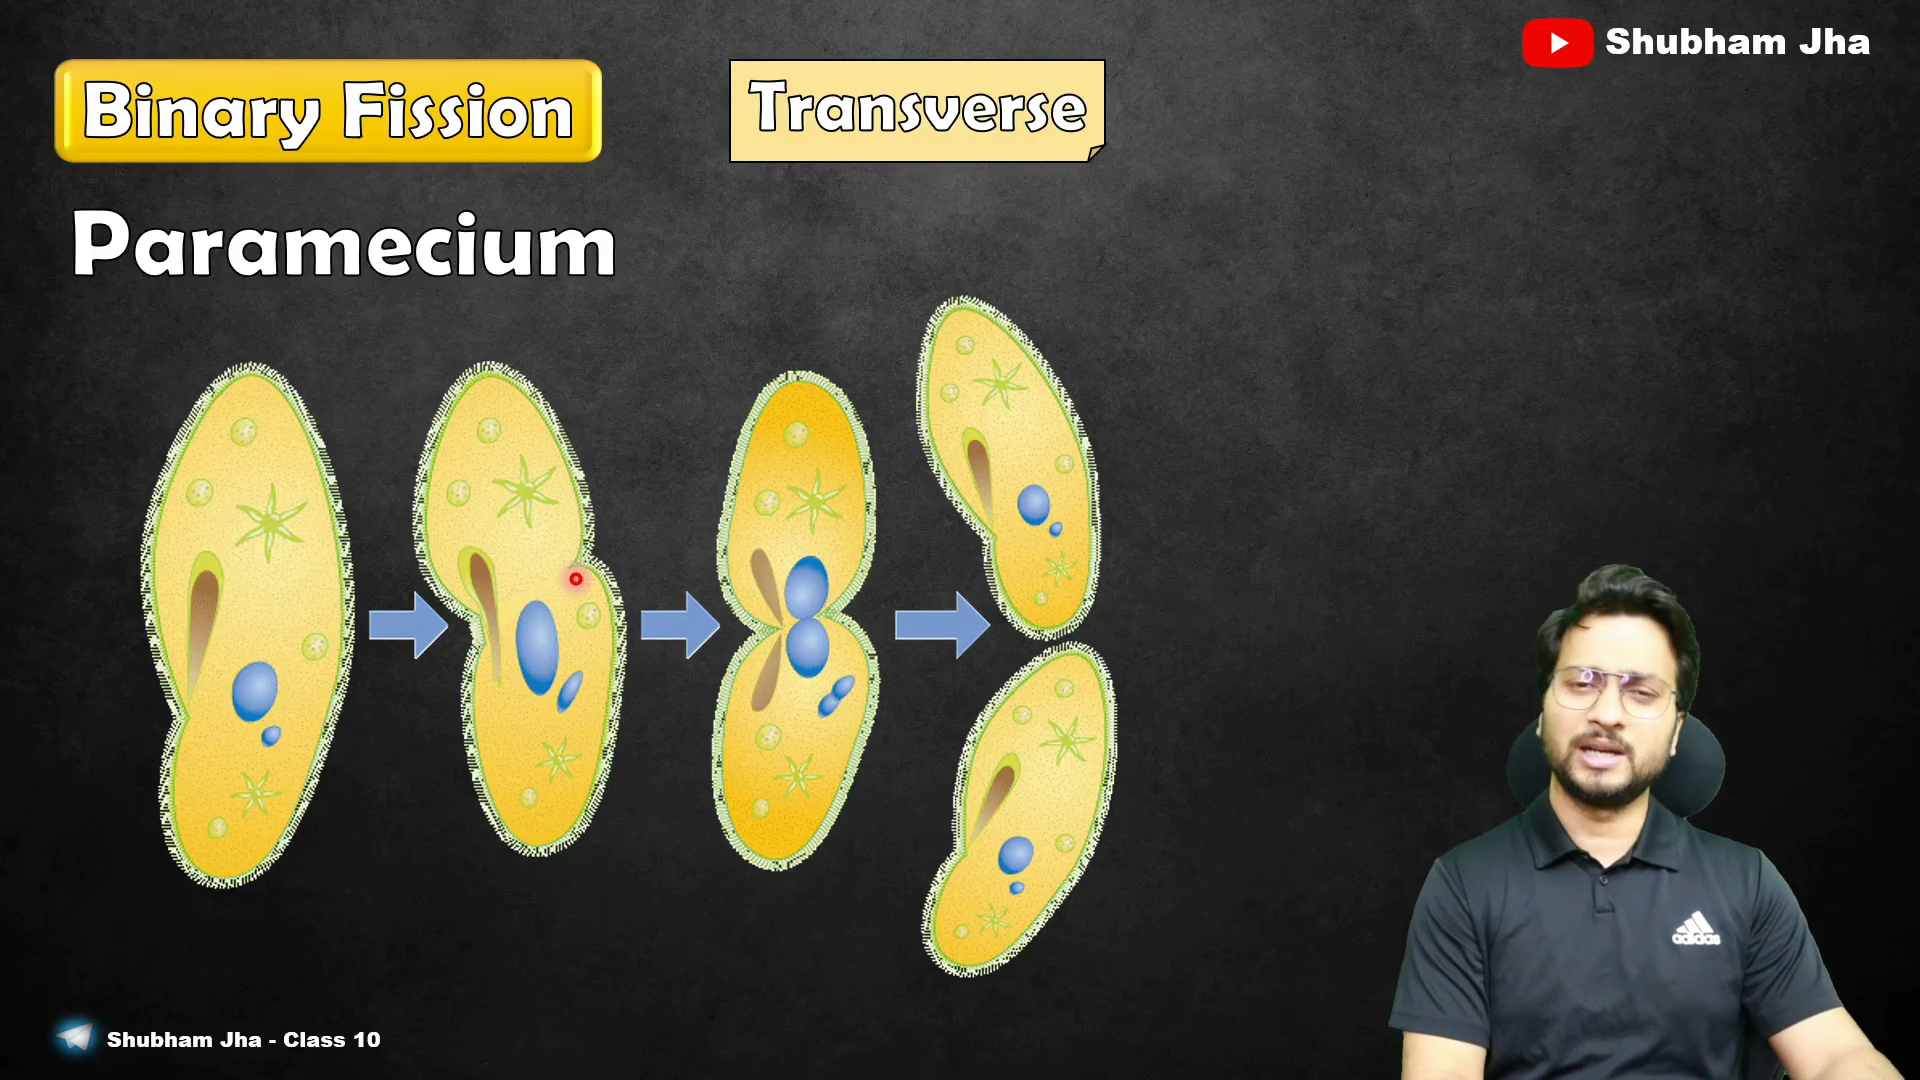 Shubham Jha
Binary Fission
Transverse
Paramecium
adidas
Shubham Jha - Class 10